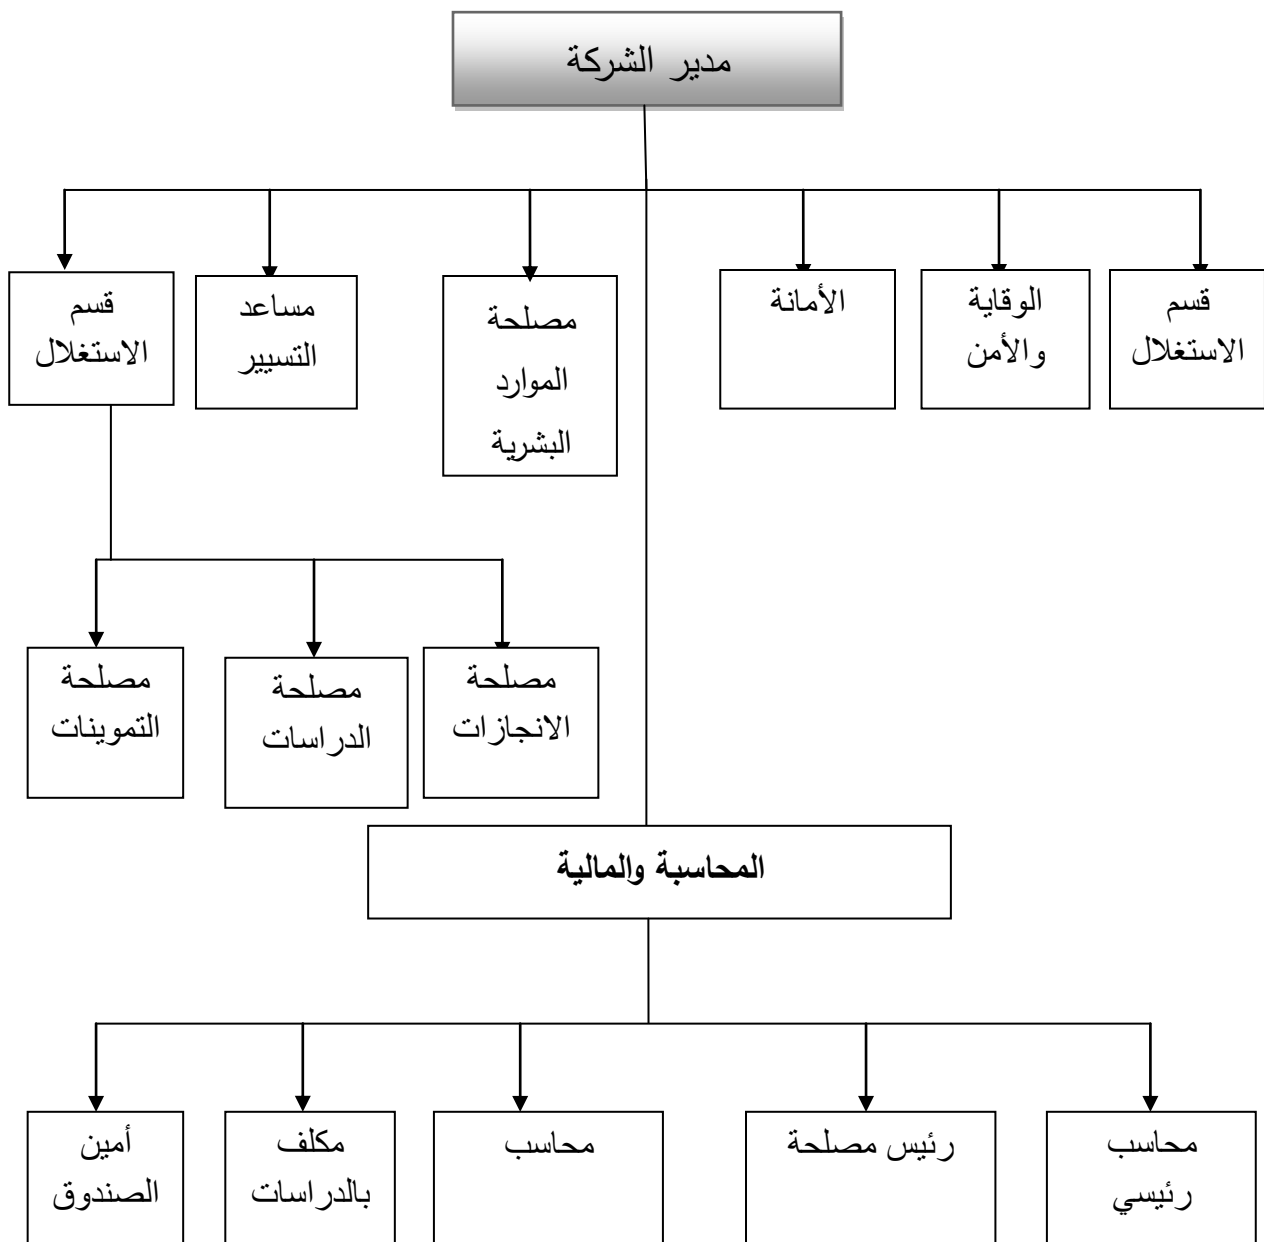 مدير الشركة
قسم
الاستغلال
الوقاية
والأمن
الأمانة
مصلحة
الموارد
البشرية
مساعد
التسيير
قسم
الاستغلال
مصلحة
الانجازات
مصلحة
الدراسات
مصلحة
التموينات
المحاسبة والمالية
محاسب
رئيسي
رئيس مصلحة
محاسب
مكلف
بالدراسات
أمين
الصندوق